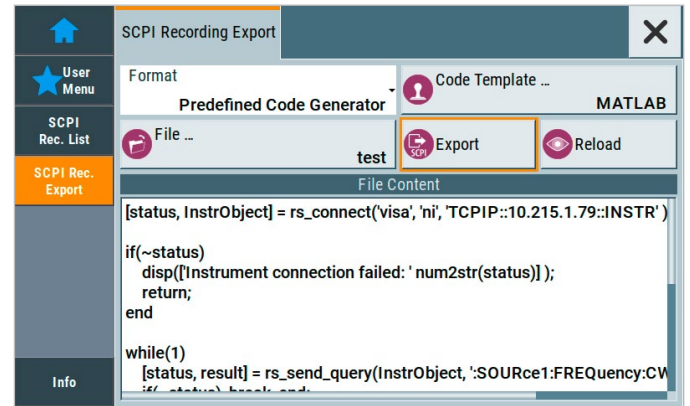 SCPI Recording Export
User
Menu
SCPI
Rec. List
SCPI Rec.
Export
Info
Format
Predefined Code Generator
Code Template ...
MATLAB
File ...
test
SCPI
Export
Reload
File Content
[status, InstrObject] = rs_connect('visa', 'ni', 'TCPIP::10.215.1.79::INSTR' )
if(~status)
disp(['Instrument connection failed: ' num2str(status)] );
return;
end
while(1)
[status, result] = rs_send_query(InstrObject, ':SOURce1:FREQuency:CW